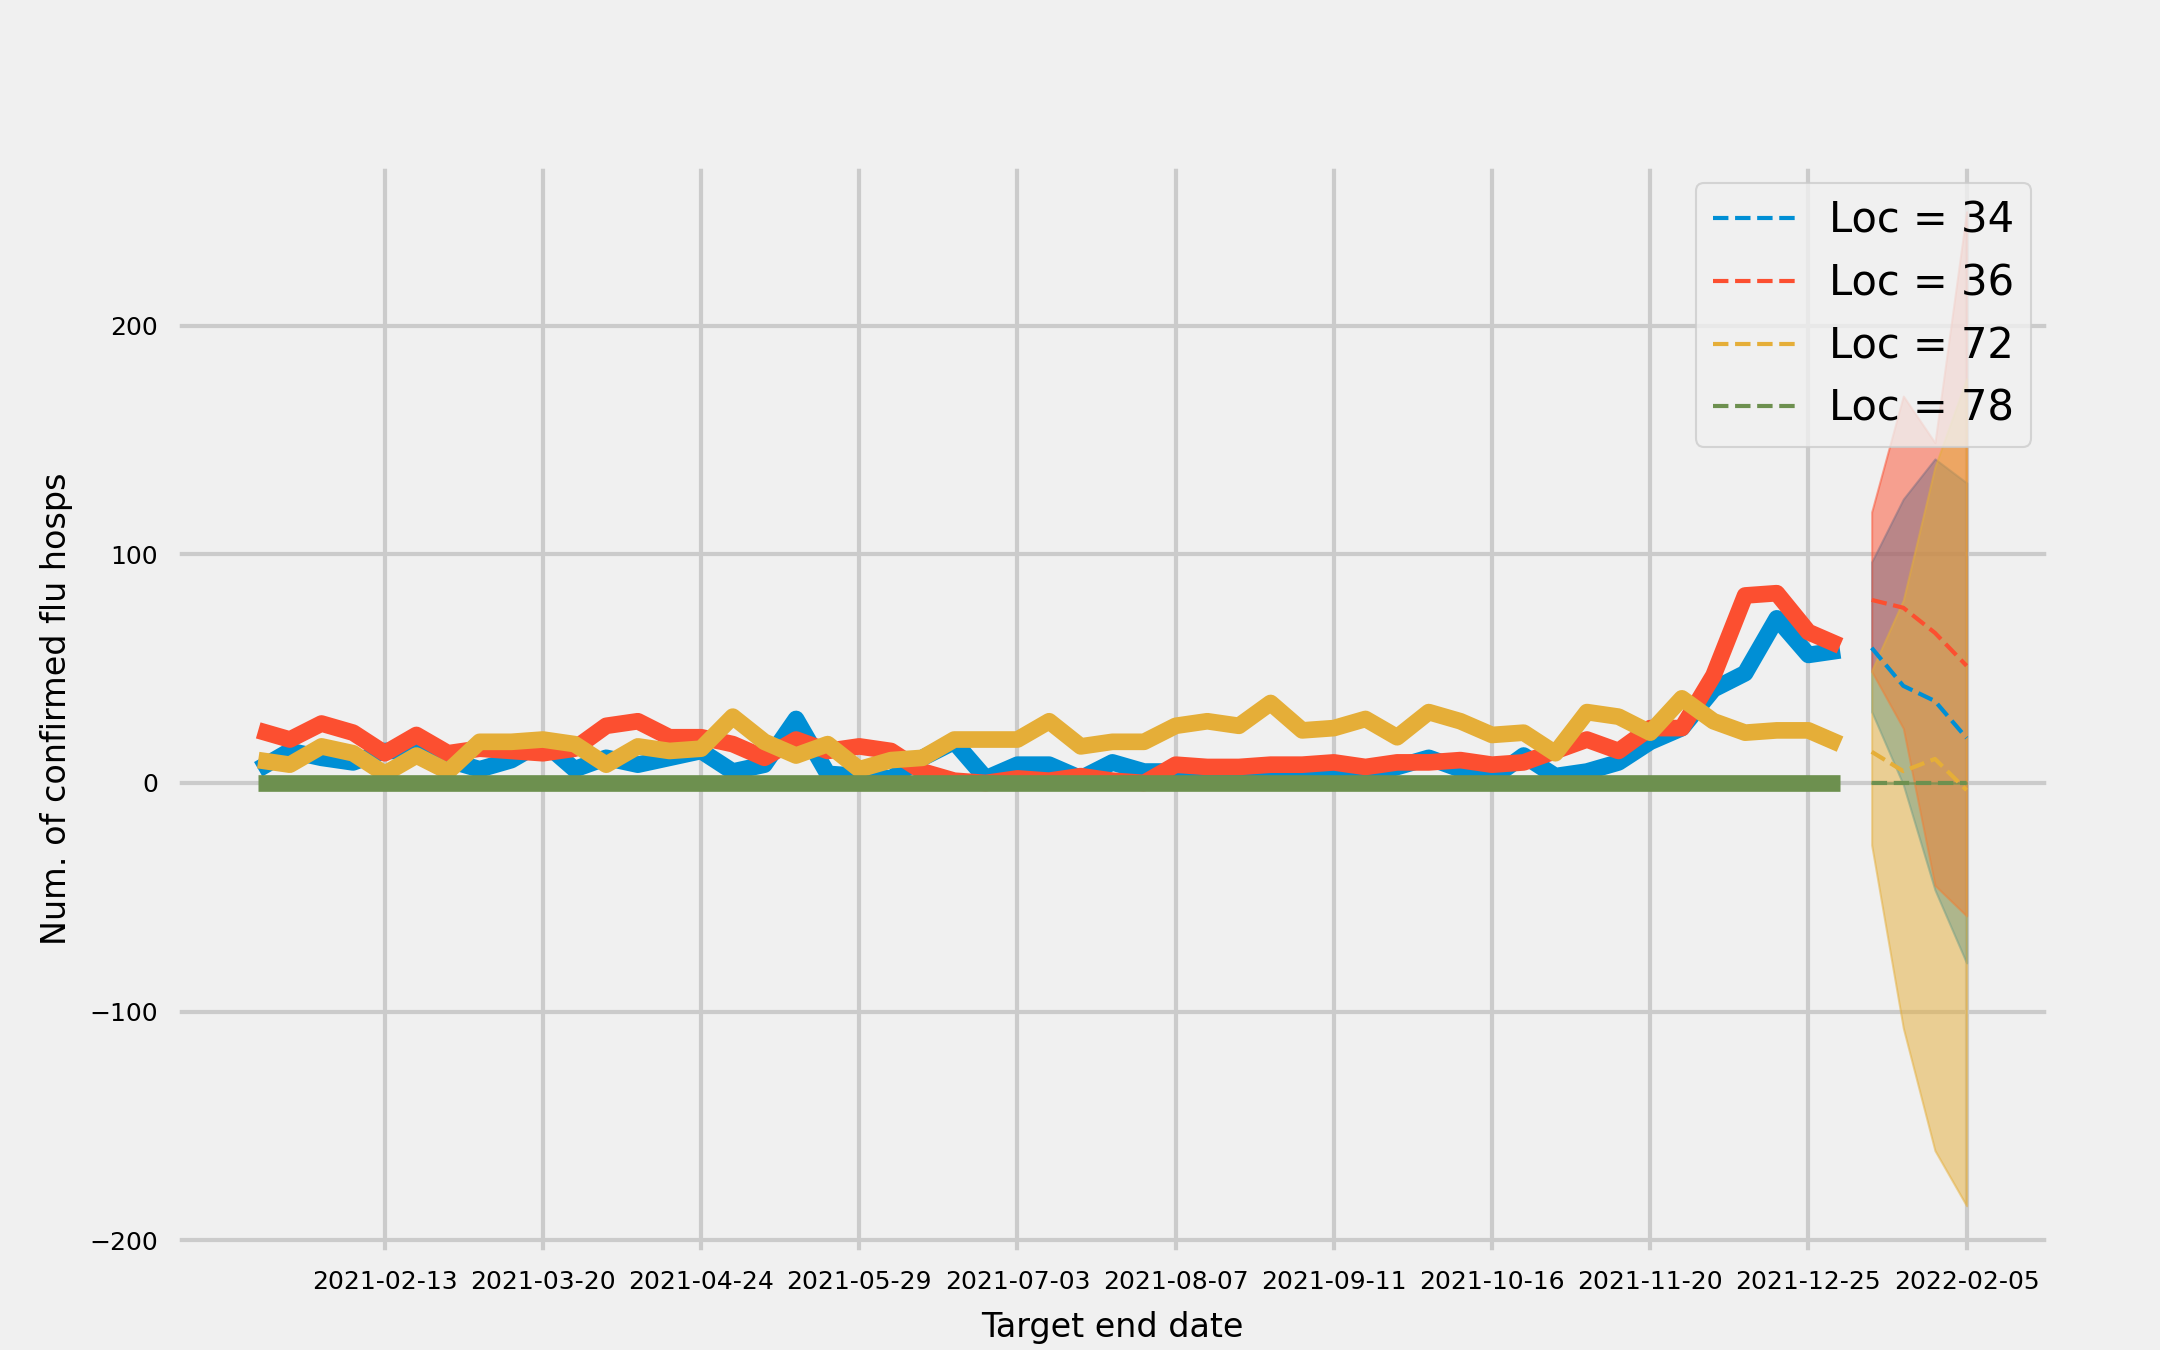 Loc = 34
Loc = 36
Loc = 72
Loc = 78
Num. of confirmed flu hosps
200
100
0
−100
−200
2021-02-13 2021-03-20 2021-04-24 2021-05-29 2021-07-03 2021-08-07 2021-09-11 2021-10-16 2021-11-20 2021-12-25 2022-02-05
Target end date